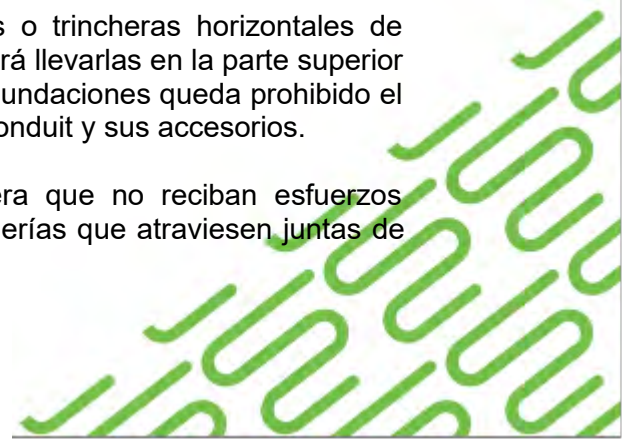 s o trincheras horizontales de
rá llevarlas en la parte superior
undaciones queda prohibido el
onduit y sus accesorios.
era que no reciban esfuerzos
erías que atraviesen juntas de